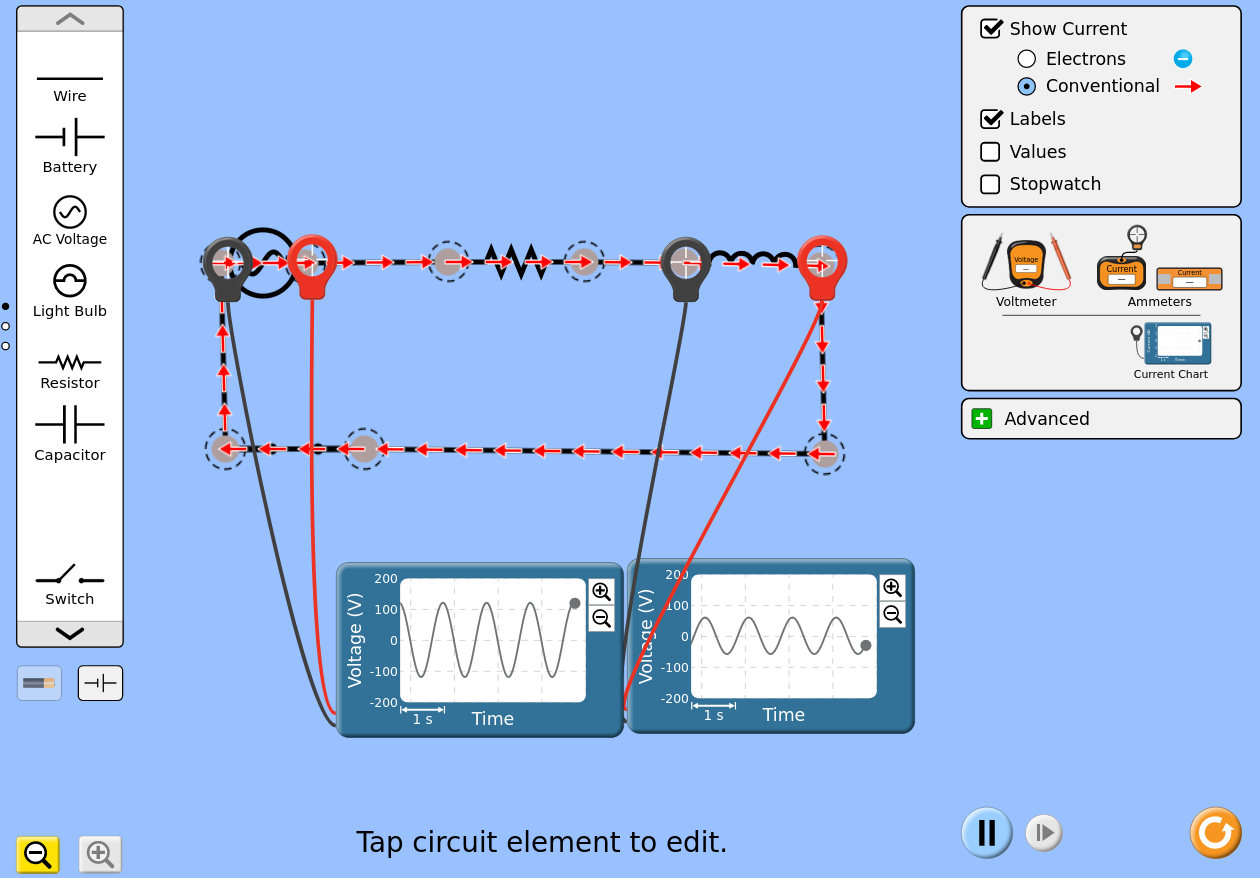 Wire
Battery
AC Voltage
Light Bulb
Resistor
Capacitor
Switch
Show Current
Electrons
Conventional
Labels
Values
Stopwatch
Voltage
Current
Current
Voltmeter
Ammeters
Current Chart
Advanced
Voltage (V)
200
100
0
-100
-200
1 s
Time
Voltage (V)
200
100
0
-100
-200
1 s
Time
Tap circuit element to edit.